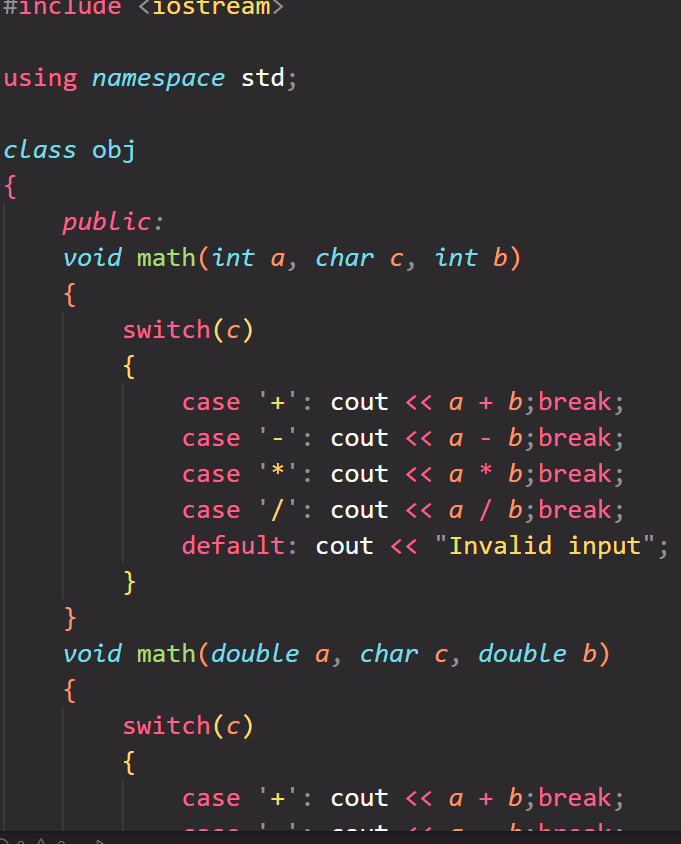 #include <iostream>
using namespace std;
class obj
{
public:
void math(int a, char c, int b)
{
switch(c)
{
case '+': cout << a + b;break;
case '-': cout << a - b;break;
case '*': cout << a * b;break;
case '/': cout << a / b;break;
default: cout << "Invalid input";
}
}
void math(double a, char c, double b)
{
switch(c)
{
case '+': cout << a + b;break;